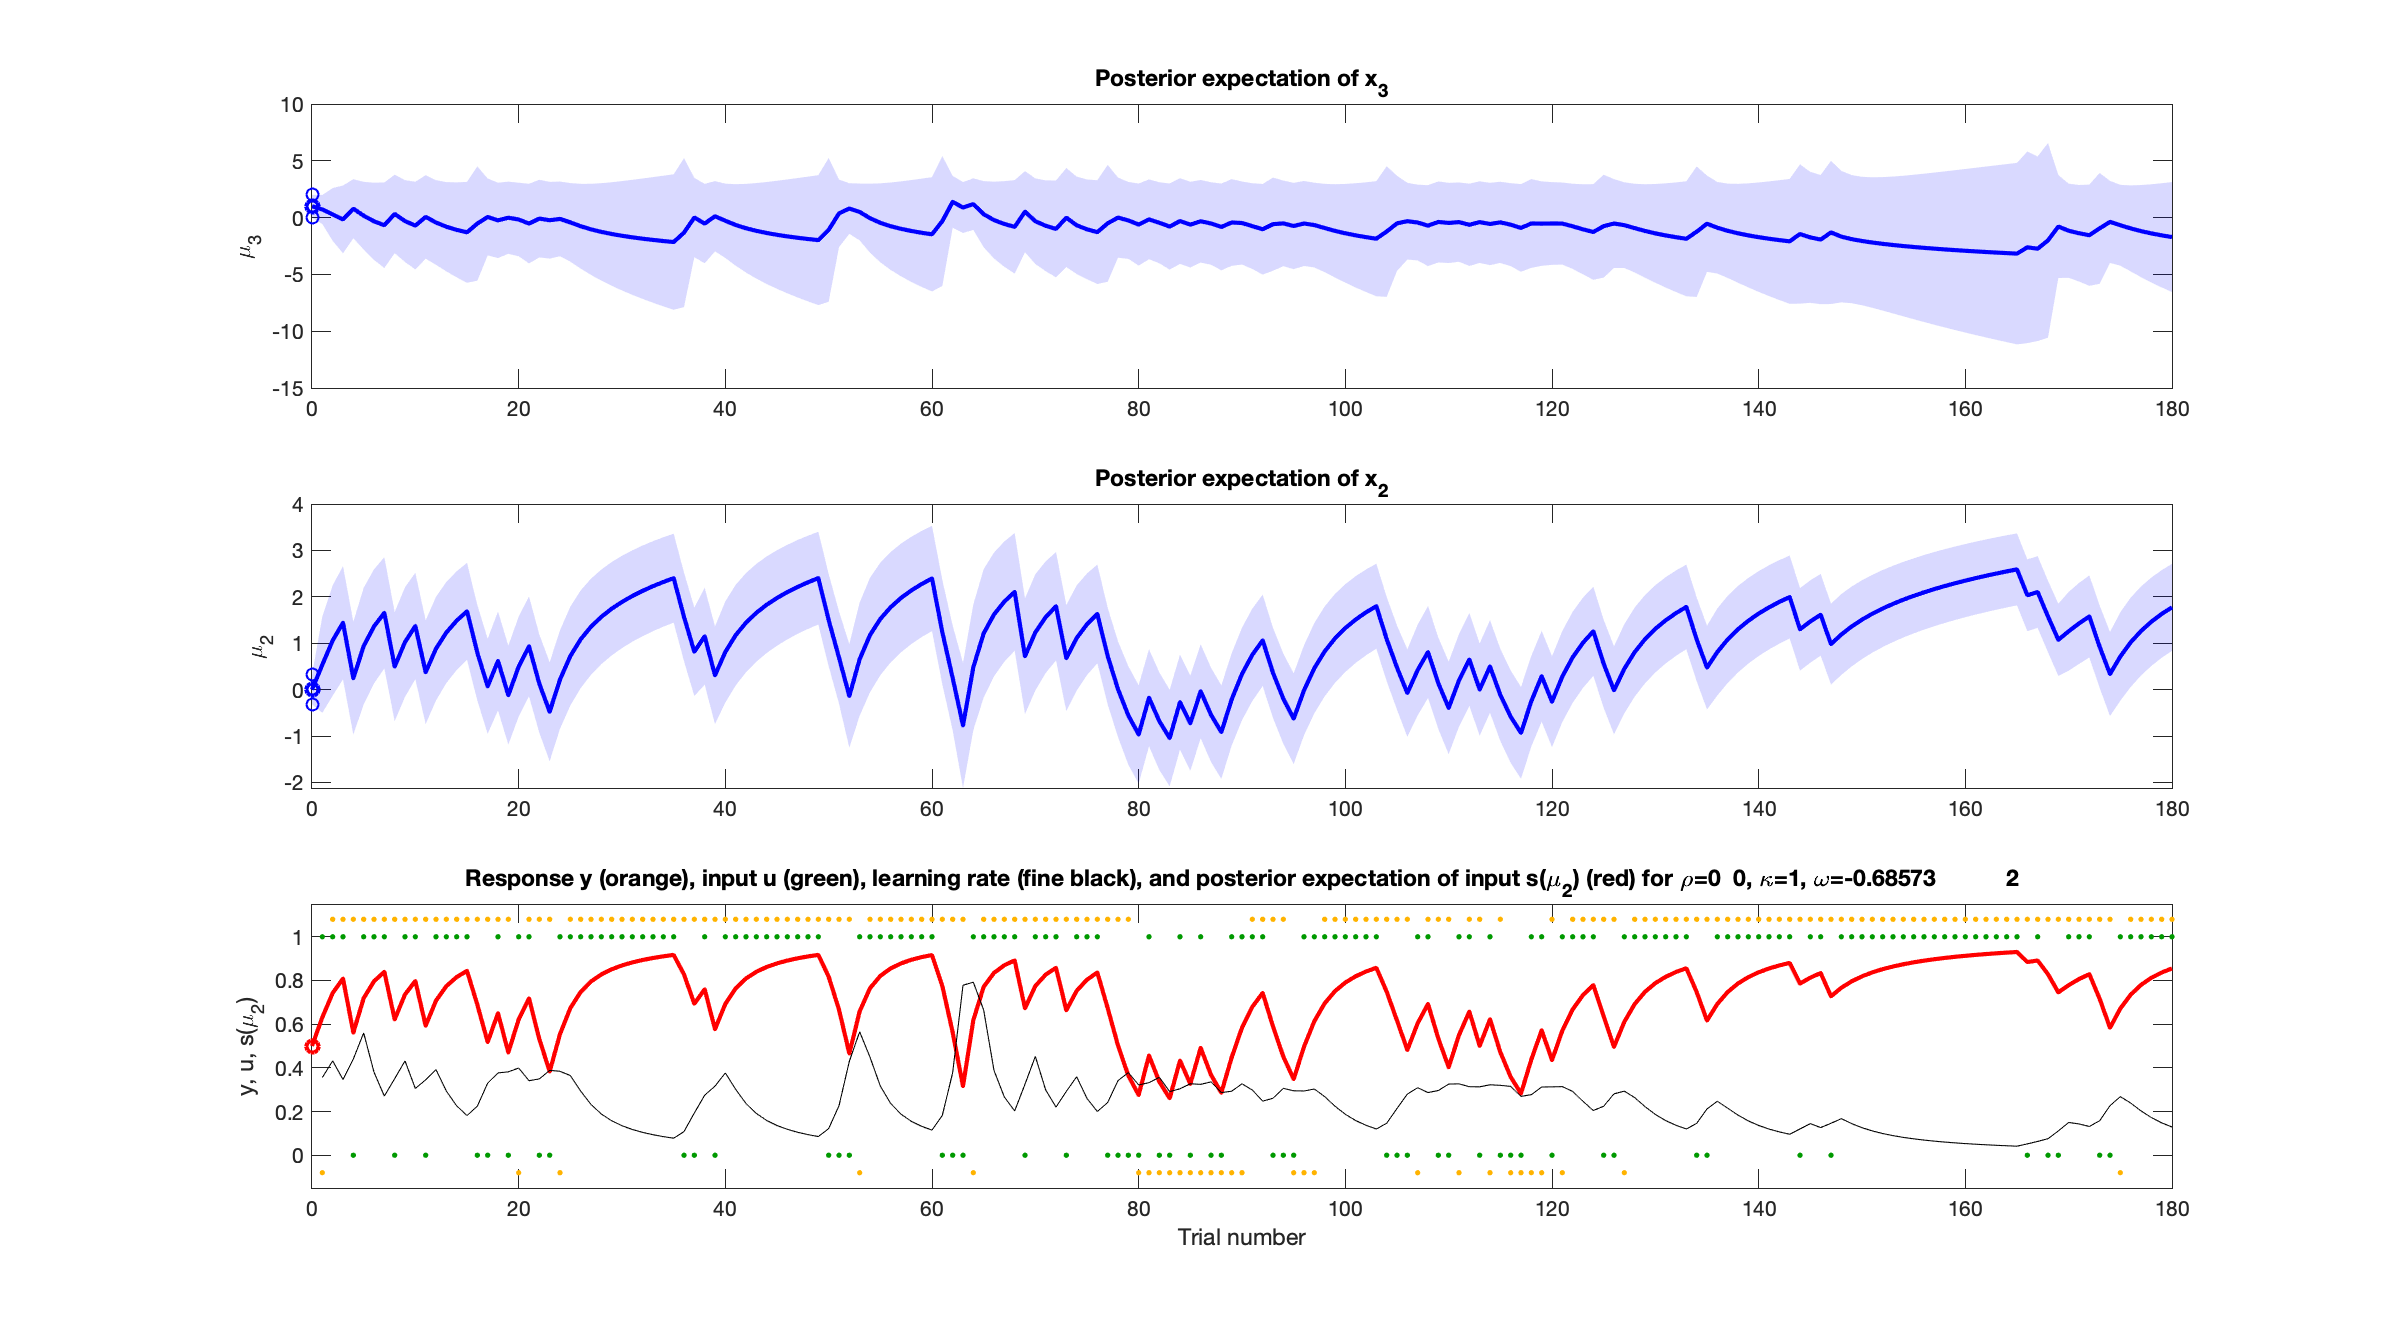 Posterior expectation of x₃
10
5
0
-5
-10
-15
μ₃
0 20 40 60 80 100 120 140 160 180
Posterior expectation of x₂
4
3
2
1
0
-1
-2
μ₂
0 20 40 60 80 100 120 140 160 180
Response y (orange), input u (green), learning rate (fine black), and posterior expectation of input s(μ₂) (red) for ρ=0 0, κ=1, ω=-0.68573 2
1
0.8
0.6
0.4
0.2
0
y, u, s(μ₂)
0 20 40 60 80 100 120 140 160 180
Trial number